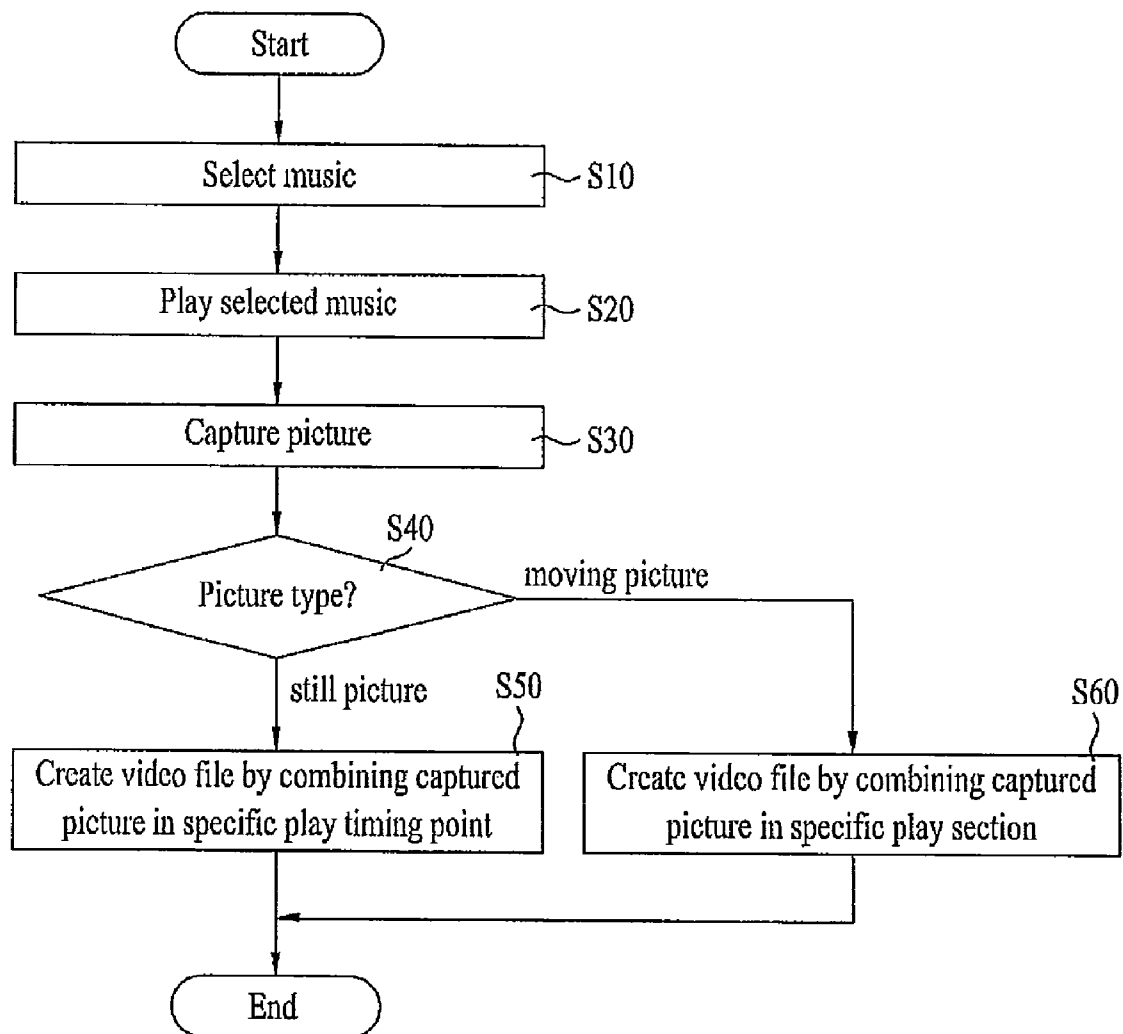 Start
Select music
S10
Play selected music
S20
Capture picture
S30
S40
Picture type?
moving picture
still picture
S50
S60
Create video file by combining captured
picture in specific play timing point
Create video file by combining captured
picture in specific play section
End